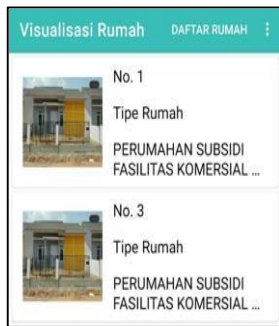 Visualisasi Rumah DAFTAR RUMAH
No. 1
Tipe Rumah
PERUMAHAN SUBSIDI
FASILITAS KOMERSIAL ...
No. 3
Tipe Rumah
PERUMAHAN SUBSIDI
FASILITAS KOMERSIAL ...